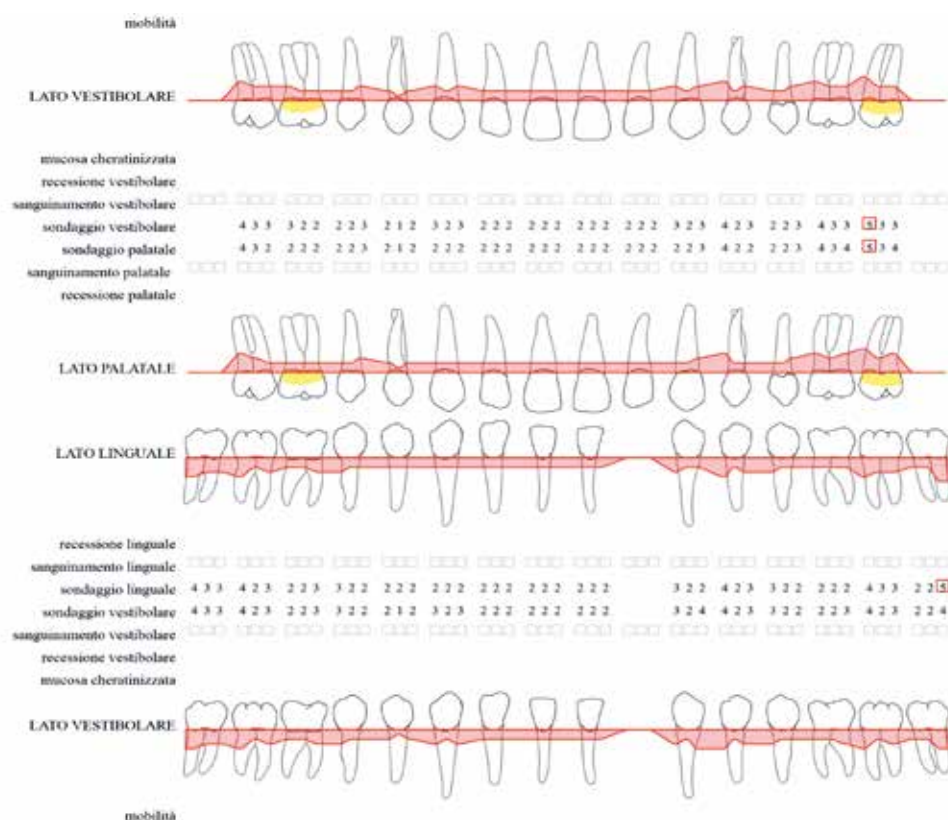 mobilità
LATO VESTIBOLARE
mucosa cheratinizzata
recessione vestibolare
sanguinamento vestibolare
sondaggio vestibolare 4 3 3 3 2 2 2 2 3 2 1 2 3 2 3 2 2 2 2 2 2 2 2 2 2 2 2 3 2 3 4 2 3 2 2 2 4 3 3 5 3 3
sondaggio palatale 4 3 2 2 2 2 2 2 3 2 1 2 2 2 2 2 2 2 2 2 2 2 2 2 2 2 2 2 2 3 4 2 2 2 2 3 4 3 4 5 3 4
sanguinamento palatale
recessione palatale
LATO PALATALE
LATO LINGUALE
recessione linguale
sanguinamento linguale
sondaggio linguale 4 3 3 4 2 3 2 2 3 3 2 2 2 2 2 2 2 2 2 2 2 2 2 2 2 2 2 3 2 2 4 2 3 3 2 2 2 2 2 4 3 3 2 2 5
sondaggio vestibolare 4 3 3 4 2 3 2 2 3 3 2 2 2 1 2 3 2 3 2 2 2 2 2 2 2 2 2 3 2 4 4 2 3 3 2 2 2 2 3 4 2 3 2 2 4
sanguinamento vestibolare
recessione vestibolare
mucosa cheratinizzata
LATO VESTIBOLARE
mobilità